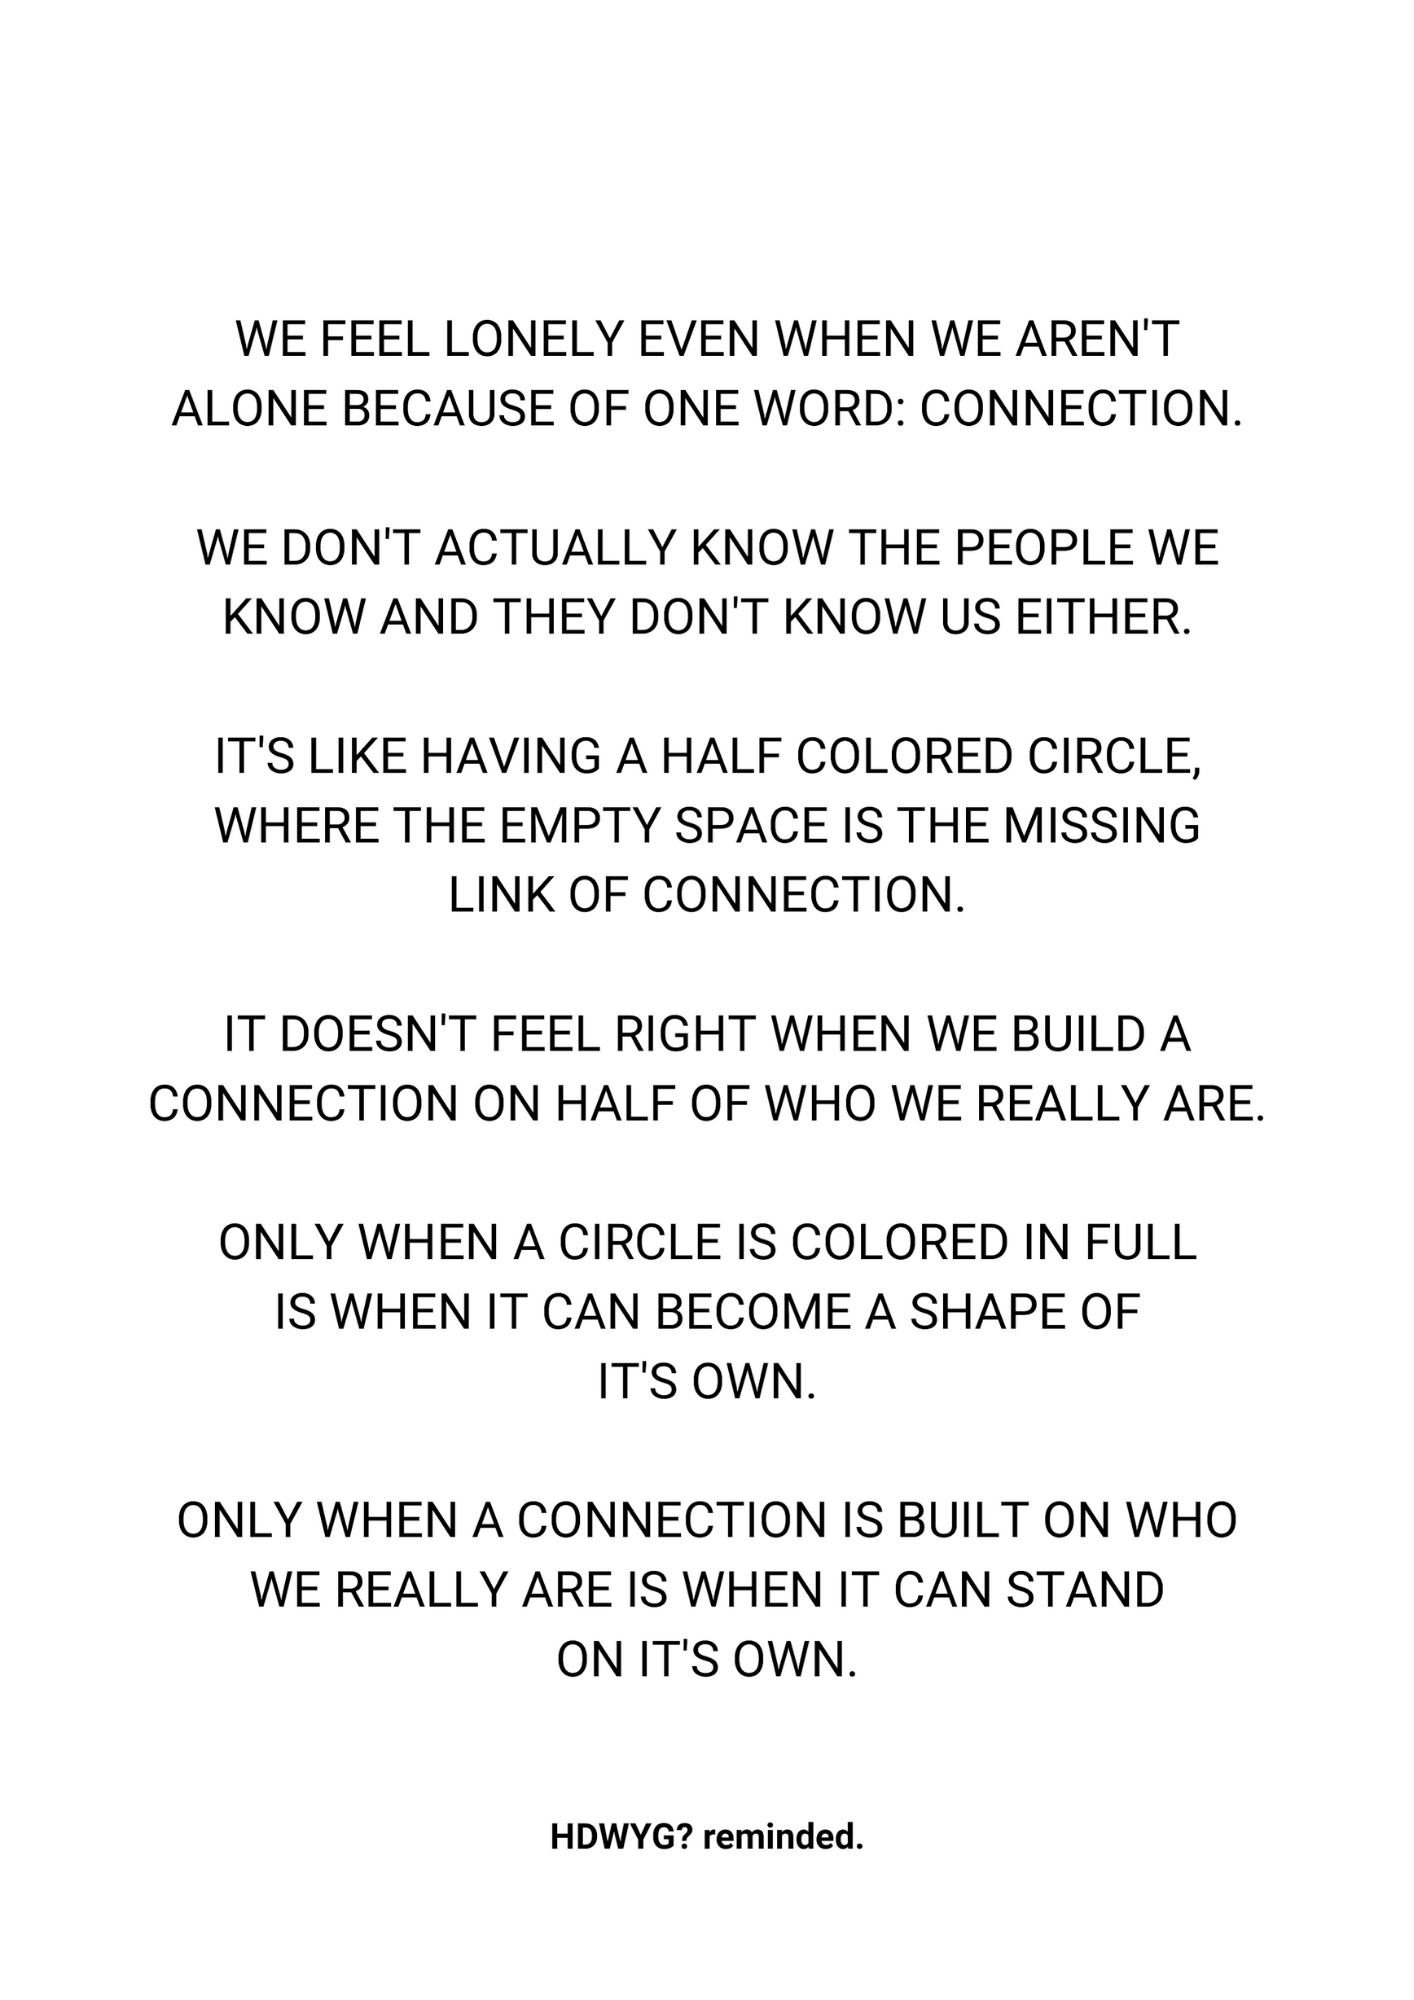 WE FEEL LONELY EVEN WHEN WE AREN'T
ALONE BECAUSE OF ONE WORD: CONNECTION.
WE DON'T ACTUALLY KNOW THE PEOPLE WE
KNOW AND THEY DON'T KNOW US EITHER.
IT'S LIKE HAVING A HALF COLORED CIRCLE,
WHERE THE EMPTY SPACE IS THE MISSING
LINK OF CONNECTION.
IT DOESN'T FEEL RIGHT WHEN WE BUILD A
CONNECTION ON HALF OF WHO WE REALLY ARE.
ONLY WHEN A CIRCLE IS COLORED IN FULL
IS WHEN IT CAN BECOME A SHAPE OF
IT'S OWN.
ONLY WHEN A CONNECTION IS BUILT ON WHO
WE REALLY ARE IS WHEN IT CAN STAND
ON IT'S OWN.
HDWYG? reminded.